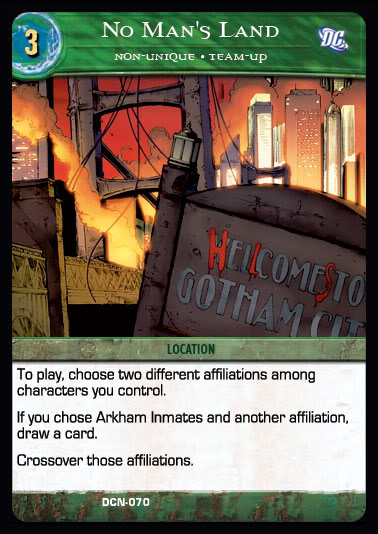 3
NO MAN'S LAND
DC
NON-UNIQUE • TEAM-UP
HELLCOMES TO
GOTHAM CIT
LOCATION
To play, choose two different affiliations among
characters you control.
If you chose Arkham Inmates and another affiliation,
draw a card.
Crossover those affiliations.
DCN-070